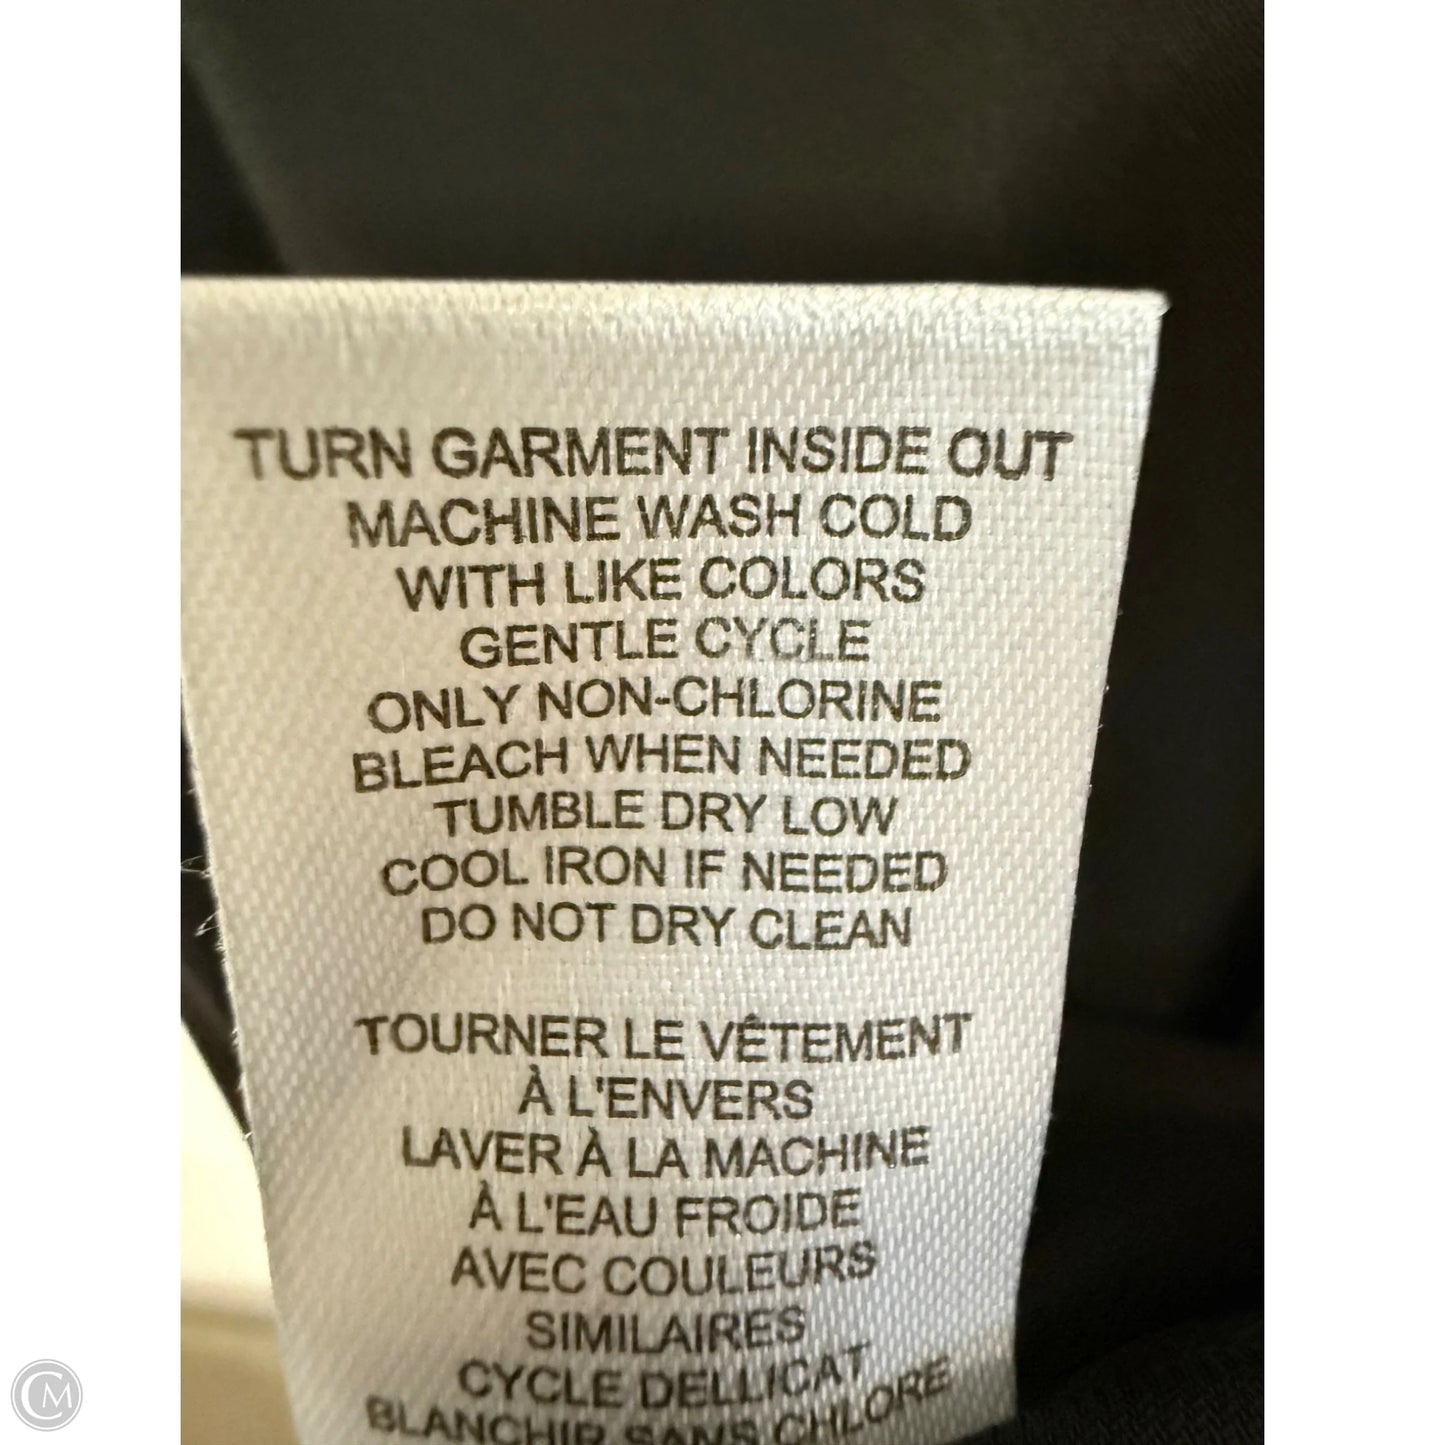 TURN GARMENT INSIDE OUT
MACHINE WASH COLD
WITH LIKE COLORS
GENTLE CYCLE
ONLY NON-CHLORINE
BLEACH WHEN NEEDED
TUMBLE DRY LOW
COOL IRON IF NEEDED
DO NOT DRY CLEAN
TOURNER LE VÊTEMENT
À L'ENVERS
LAVER À LA MACHINE
À L'EAU FROIDE
AVEC COULEURS
SIMILAIRES
CYCLE DELLICAT
BLANCHIR SANS CHLORE
CM